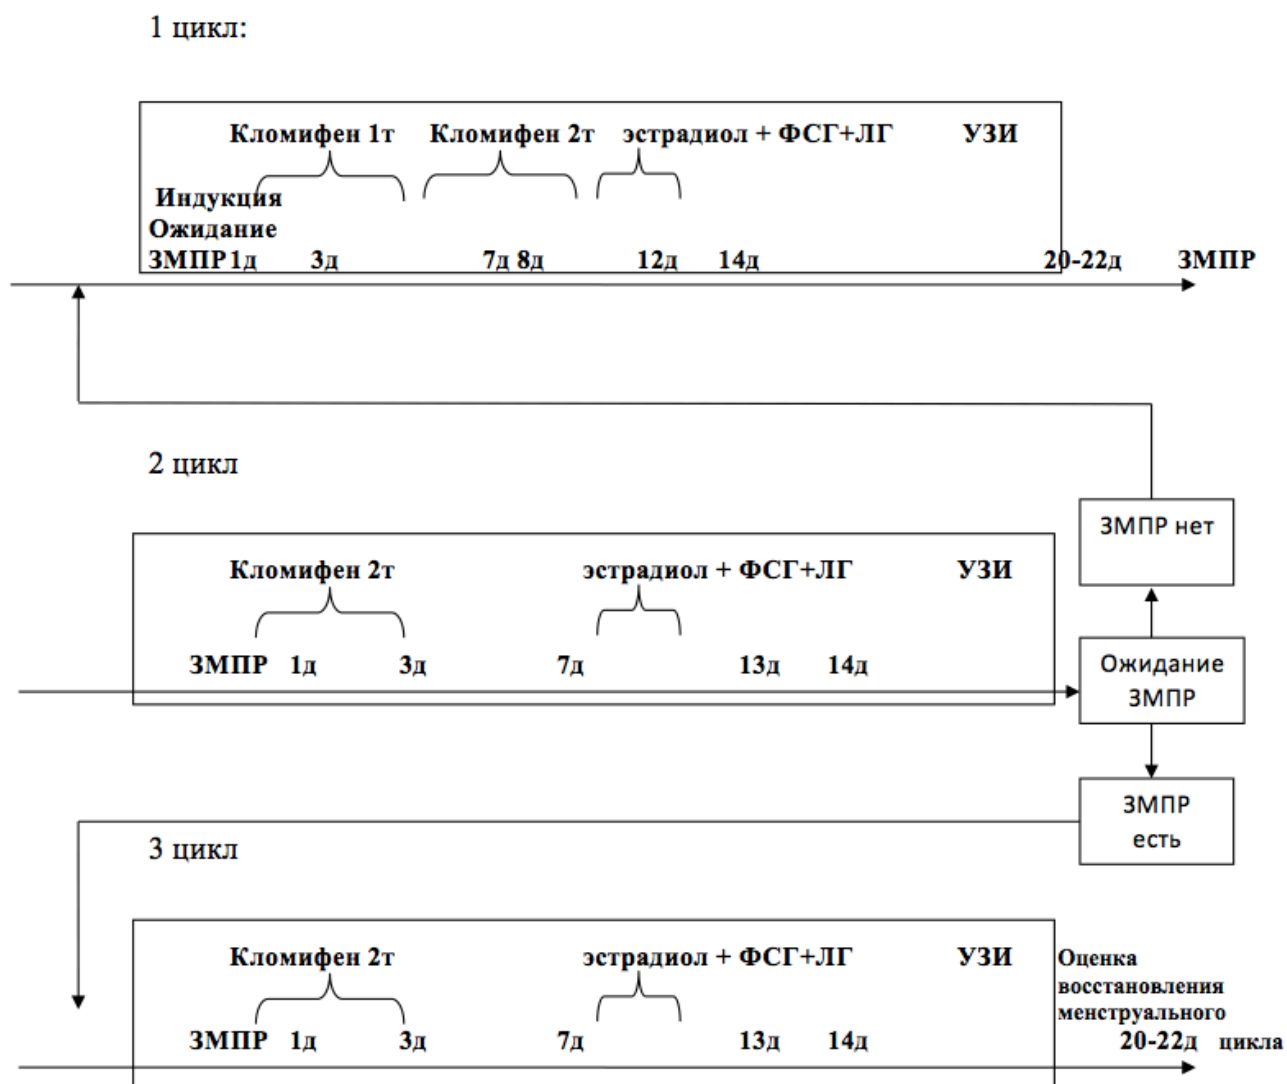 1 цикл:
Кломифен 1т Кломифен 2т эстрадиол + ФСГ+ЛГ УЗИ
Индукция
Ожидание
ЗМПР 1д 3д 7д 8д 12д 14д 20-22д ЗМПР
2 цикл
ЗМПР нет
Кломифен 2т эстрадиол + ФСГ+ЛГ УЗИ
ЗМПР 1д 3д 7д 13д 14д
Ожидание
ЗМПР
ЗМПР
есть
3 цикл
Кломифен 2т эстрадиол + ФСГ+ЛГ УЗИ
Оценка
восстановления
менструального
ЗМПР 1д 3д 7д 13д 14д 20-22д цикла